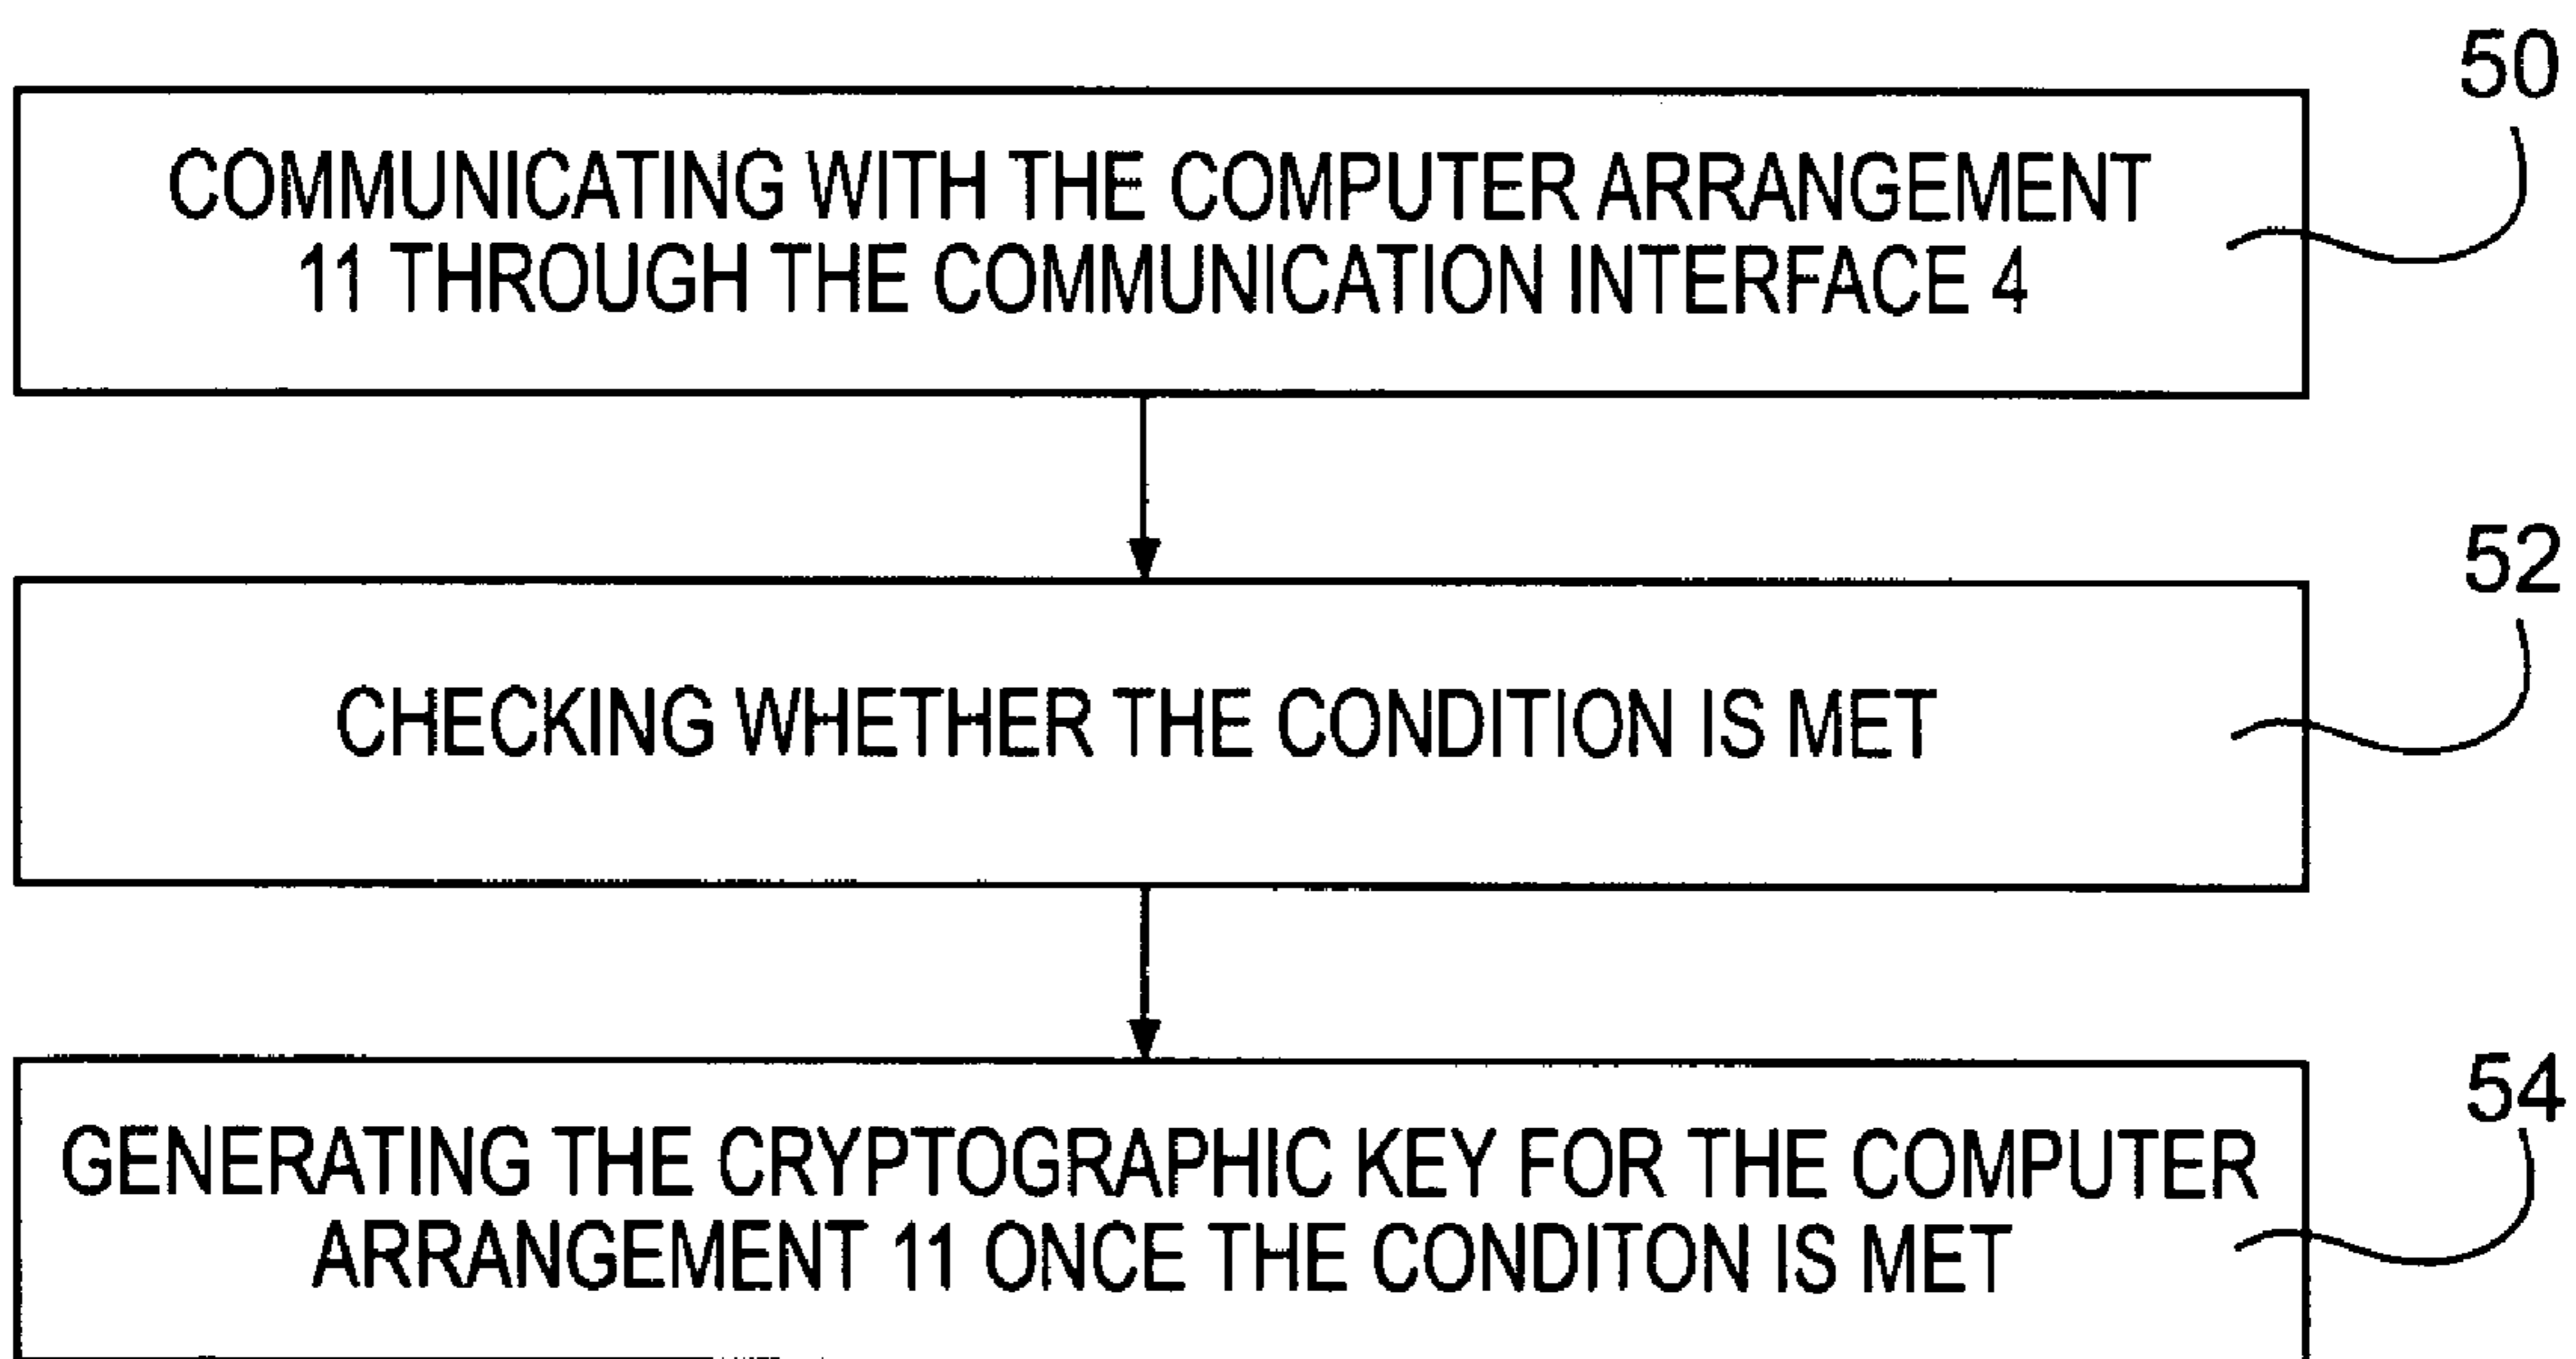 50
COMMUNICATING WITH THE COMPUTER ARRANGEMENT
11 THROUGH THE COMMUNICATION INTERFACE 4
52
CHECKING WHETHER THE CONDITION IS MET
54
GENERATING THE CRYPTOGRAPHIC KEY FOR THE COMPUTER
ARRANGEMENT 11 ONCE THE CONDITON IS MET